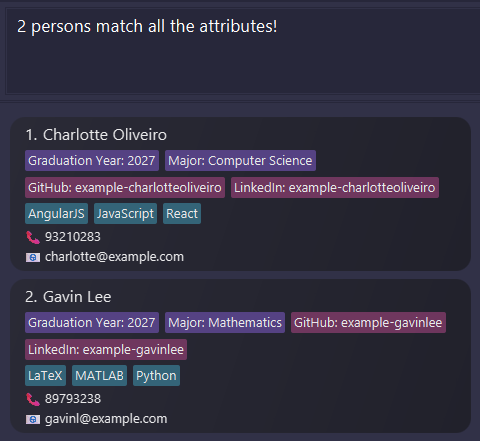 2 persons match all the attributes!
1. Charlotte Oliveiro
Graduation Year: 2027 Major: Computer Science
GitHub: example-charlotteoliveiro LinkedIn: example-charlotteoliveiro
AngularJS JavaScript React
93210283
charlotte@example.com
2. Gavin Lee
Graduation Year: 2027 Major: Mathematics GitHub: example-gavinlee
LinkedIn: example-gavinlee
LaTeX MATLAB Python
89793238
gavinl@example.com